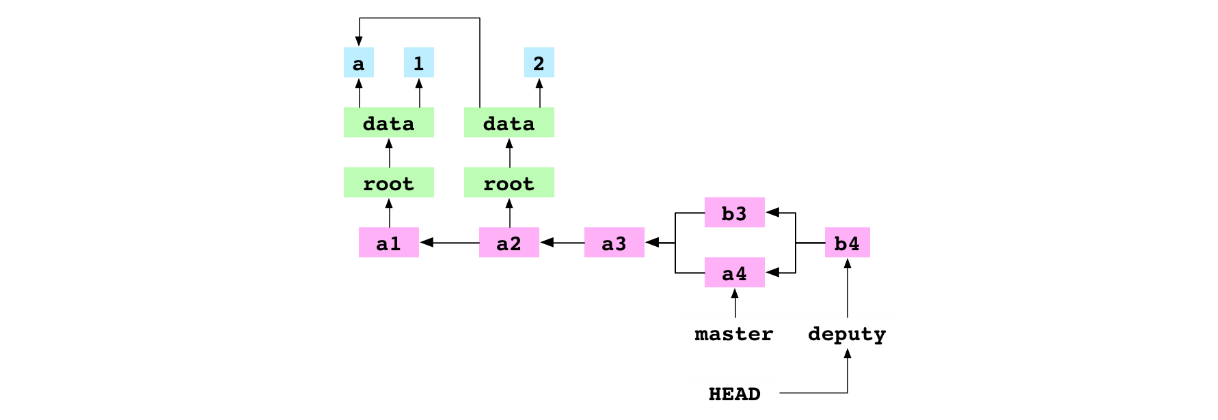 a 1 2
data data
root root
b3
a1 a2 a3 b4
a4
master deputy
HEAD